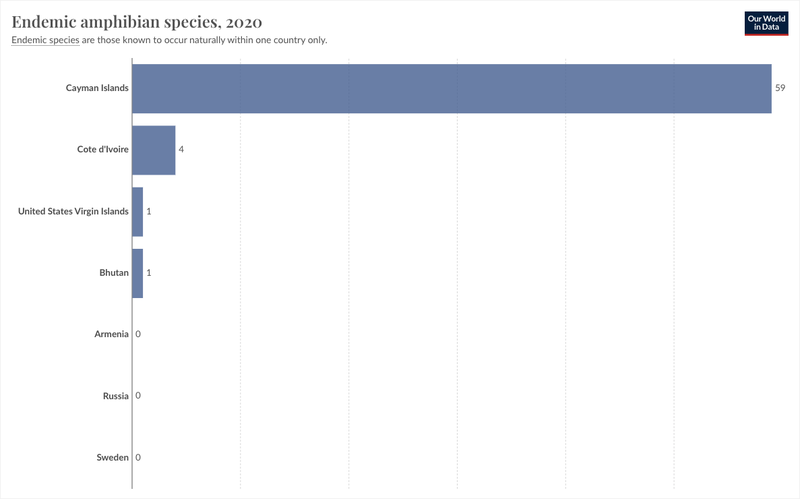 Endemic amphibian species, 2020
Our World
in Data
Endemic species are those known to occur naturally within one country only.
Cayman Islands 59
Cote d'Ivoire 4
United States Virgin Islands 1
Bhutan 1
Armenia 0
Russia 0
Sweden 0